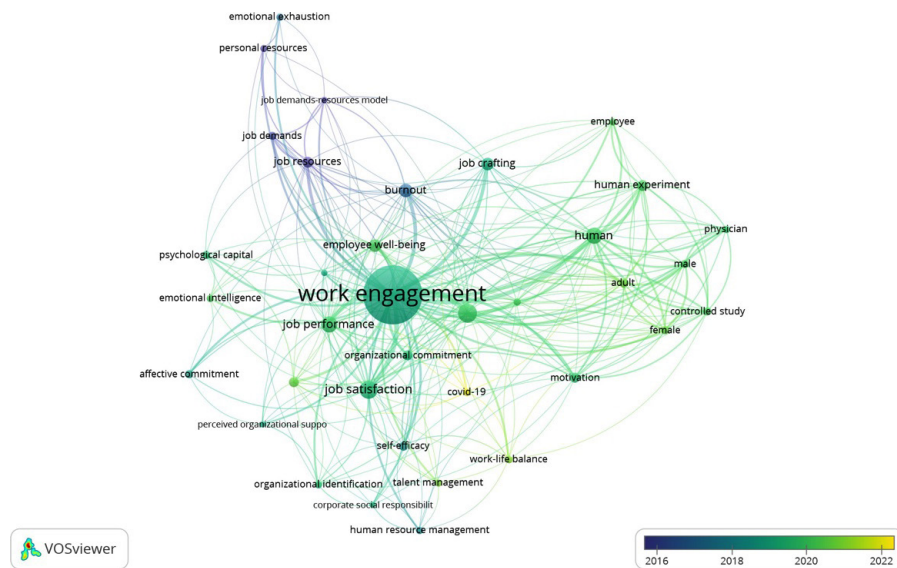 emotional exhaustion
personal resources
job demands-resources model
employee
job demands
job resources
job crafting
human experiment
burnout
physician
human
employee well-being
psychological capital
male
adult
work engagement
emotional intelligence
controlled study
job performance
female
organizational commitment
affective commitment
motivation
job satisfaction
covid-19
perceived organizational suppo
self-efficacy
work-life balance
organizational identification
talent management
corporate social responsibilit
human resource management
VOSviewer
2016
2018
2020
2022